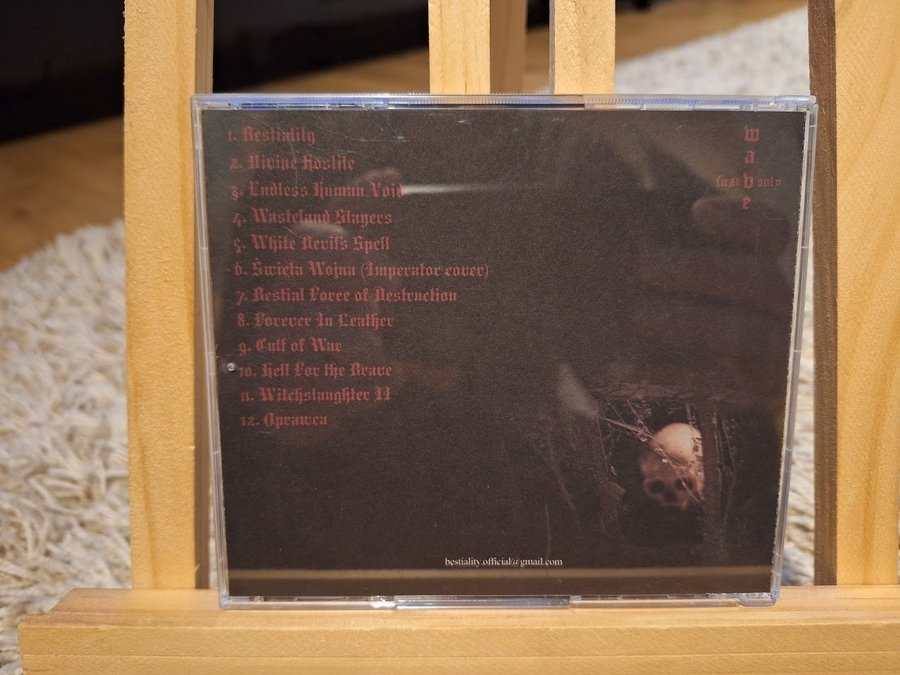 1. Bestiality
2. Divine Hostile
3. Endless Human Void
4. Wasteland Slayers
5. White Devil's Spell
6. Święta Wojna (Imperator cover)
7. Bestial Force of Destruction
8. Forever In Leather
9. Cult of War
10. Hell For the Brave
11. Witchslaughter II
12. Oprawca
first wave only
bestiality.official@gmail.com